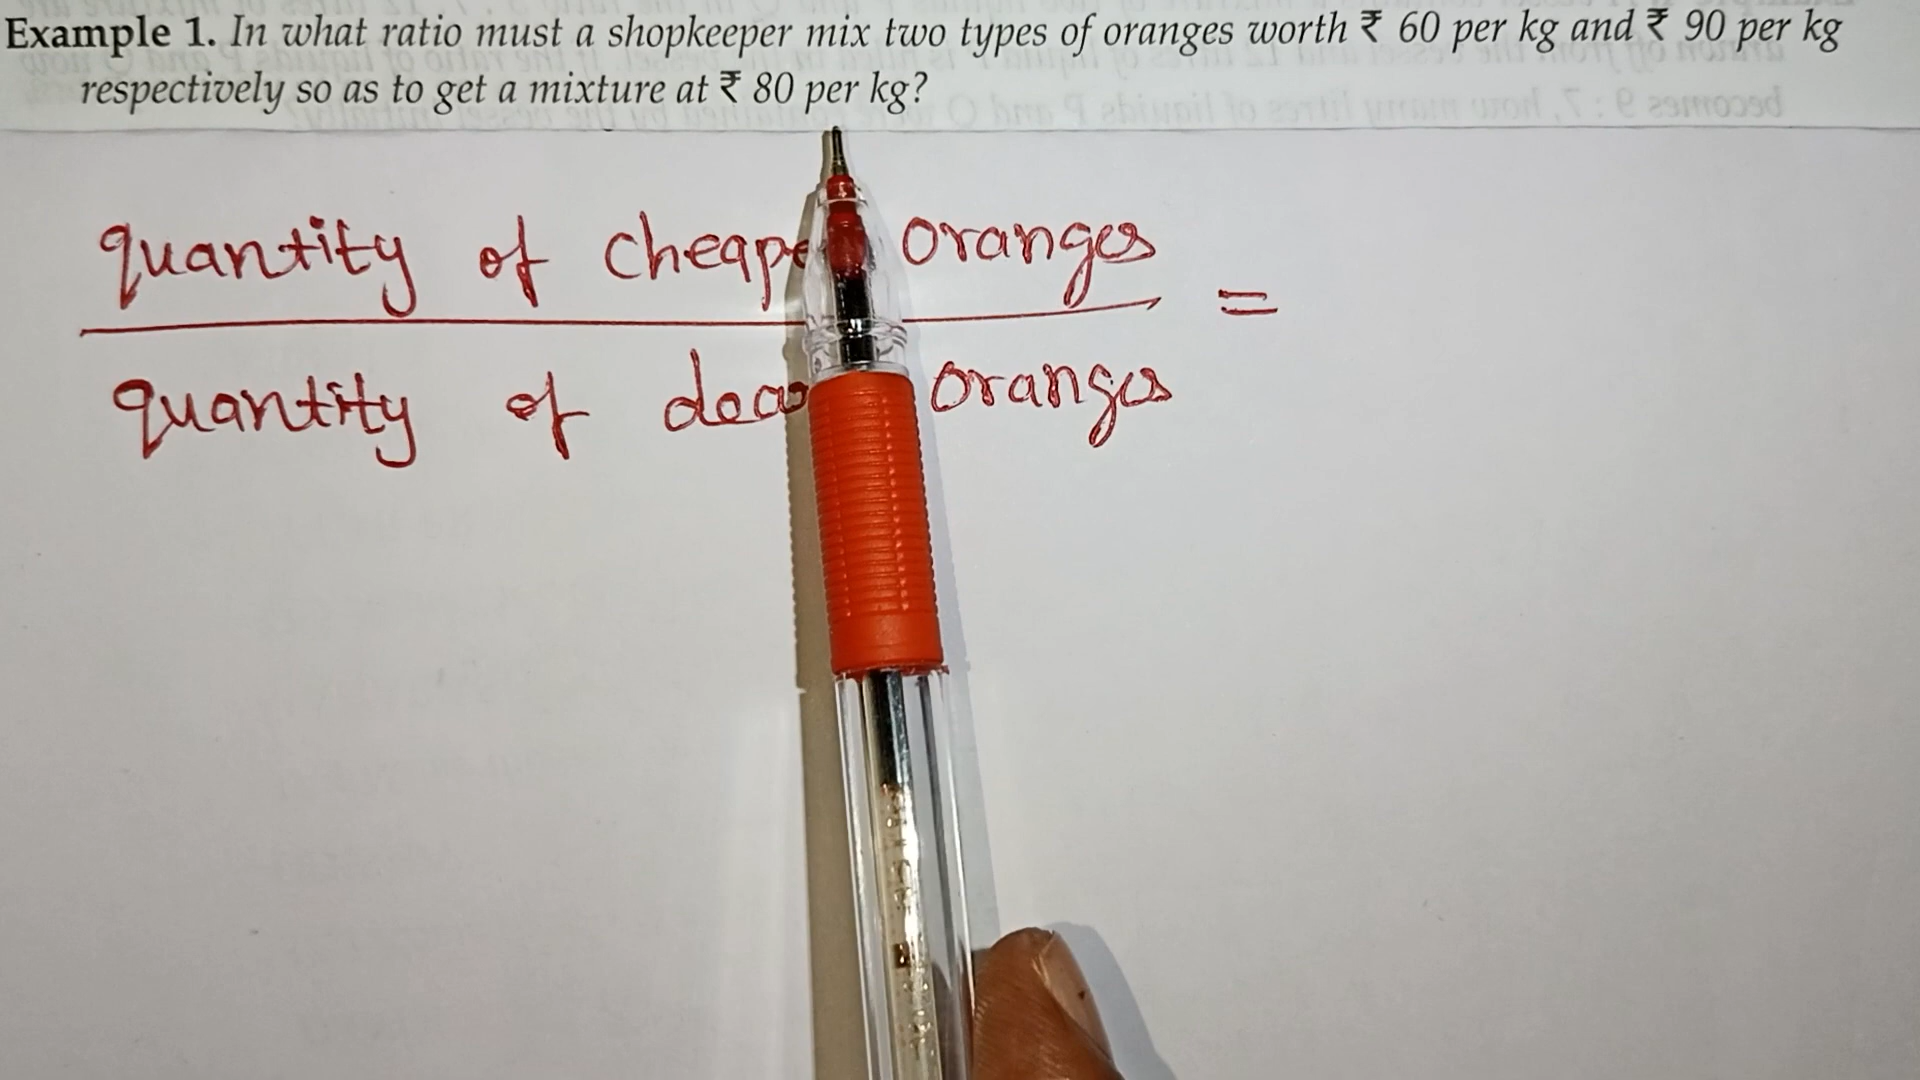 Example 1. In what ratio must a shopkeeper mix two types of oranges worth ₹ 60 per kg and ₹ 90 per kg
respectively so as to get a mixture at ₹ 80 per kg?
quantity of oranges
=
quantity of oranges